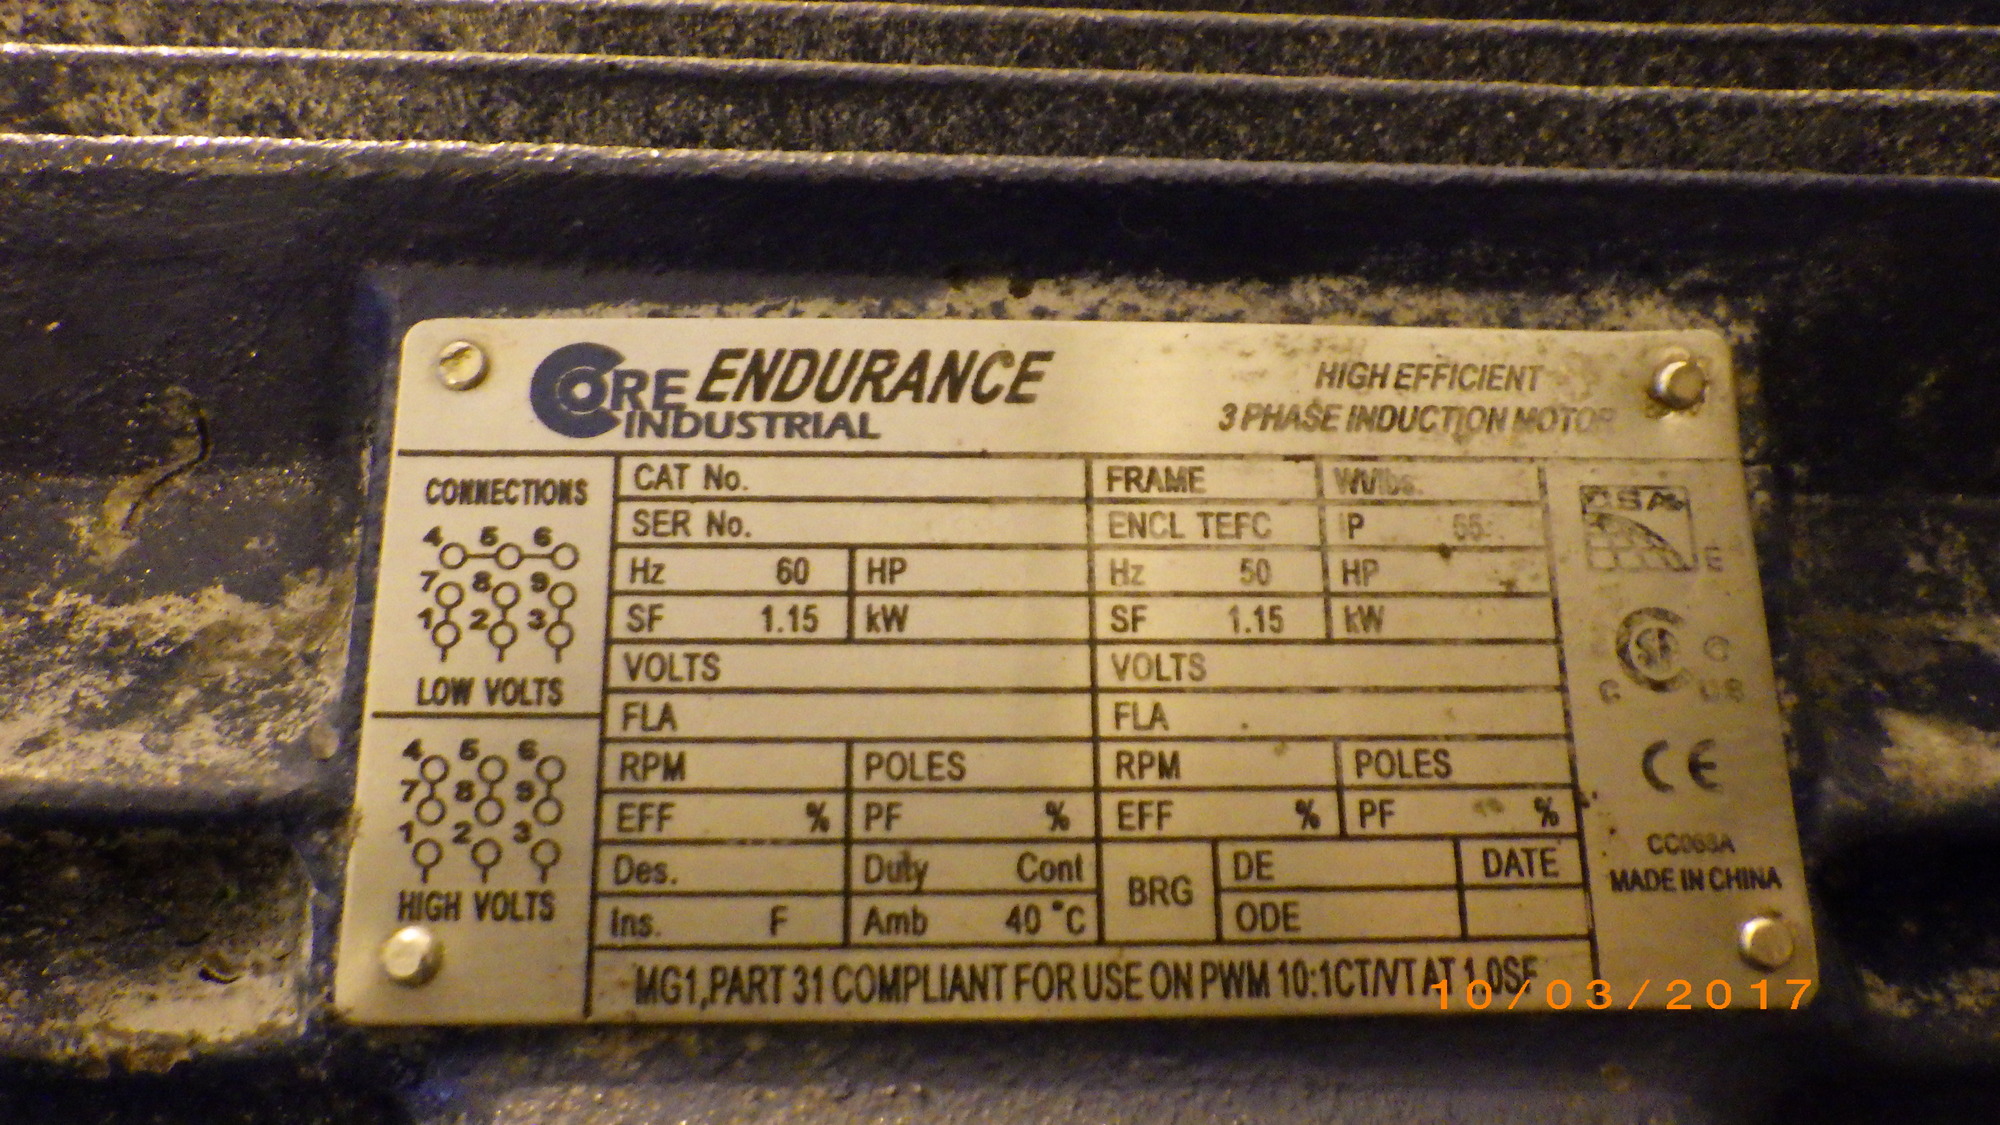 CORE ENDURANCE
INDUSTRIAL
HIGH EFFICIENT
3 PHASE INDUCTION MOTOR
CONNECTIONS
4 5 6
7 8 9
1 2 3
LOW VOLTS
4 5 6
7 8 9
1 2 3
HIGH VOLTS
CAT No. FRAME Wt/lbs.
SER No. ENCL TEFC IP 55
Hz 60 HP Hz 50 HP
SF 1.15 kW SF 1.15 kW
VOLTS VOLTS
FLA FLA
RPM POLES RPM POLES
EFF % PF % EFF % PF %
Des. Duty Cont BRG DE DATE
Ins. F Amb 40 °C ODE
MG1,PART 31 COMPLIANT FOR USE ON PWM 10:1CT/VT AT 1.0SF
CSA
E
C US
CE
CC063A
MADE IN CHINA
10/03/2017